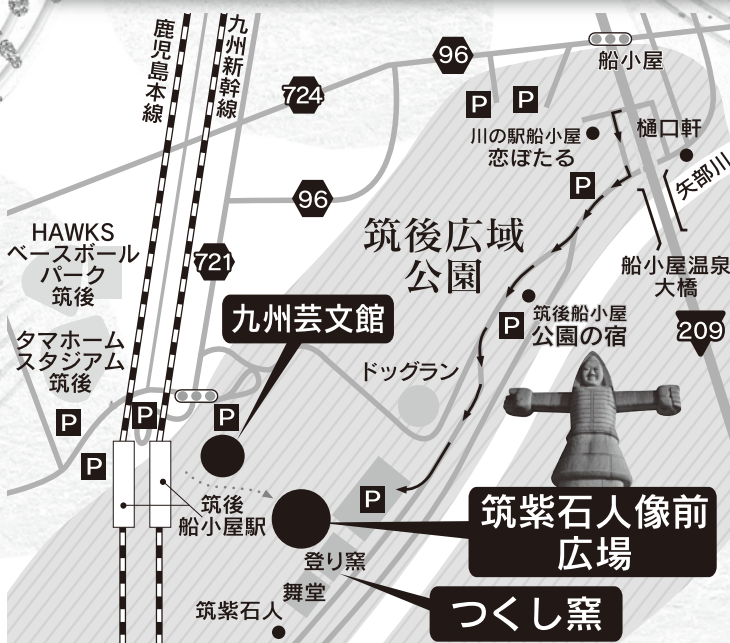 鹿児島本線
九州新幹線
96
船小屋
724
P
P
川の駅船小屋
恋ぼたる
樋口軒
矢部川
P
96
HAWKS
ベースボール
パーク
筑後
筑後広域
公園
721
船小屋温泉
大橋
209
九州芸文館
筑後船小屋
公園の宿
P
タマホーム
スタジアム
筑後
ドッグラン
P
P
P
P
P
筑後
船小屋駅
筑紫石人像前
広場
登り窯
舞堂
つくし窯
筑紫石人